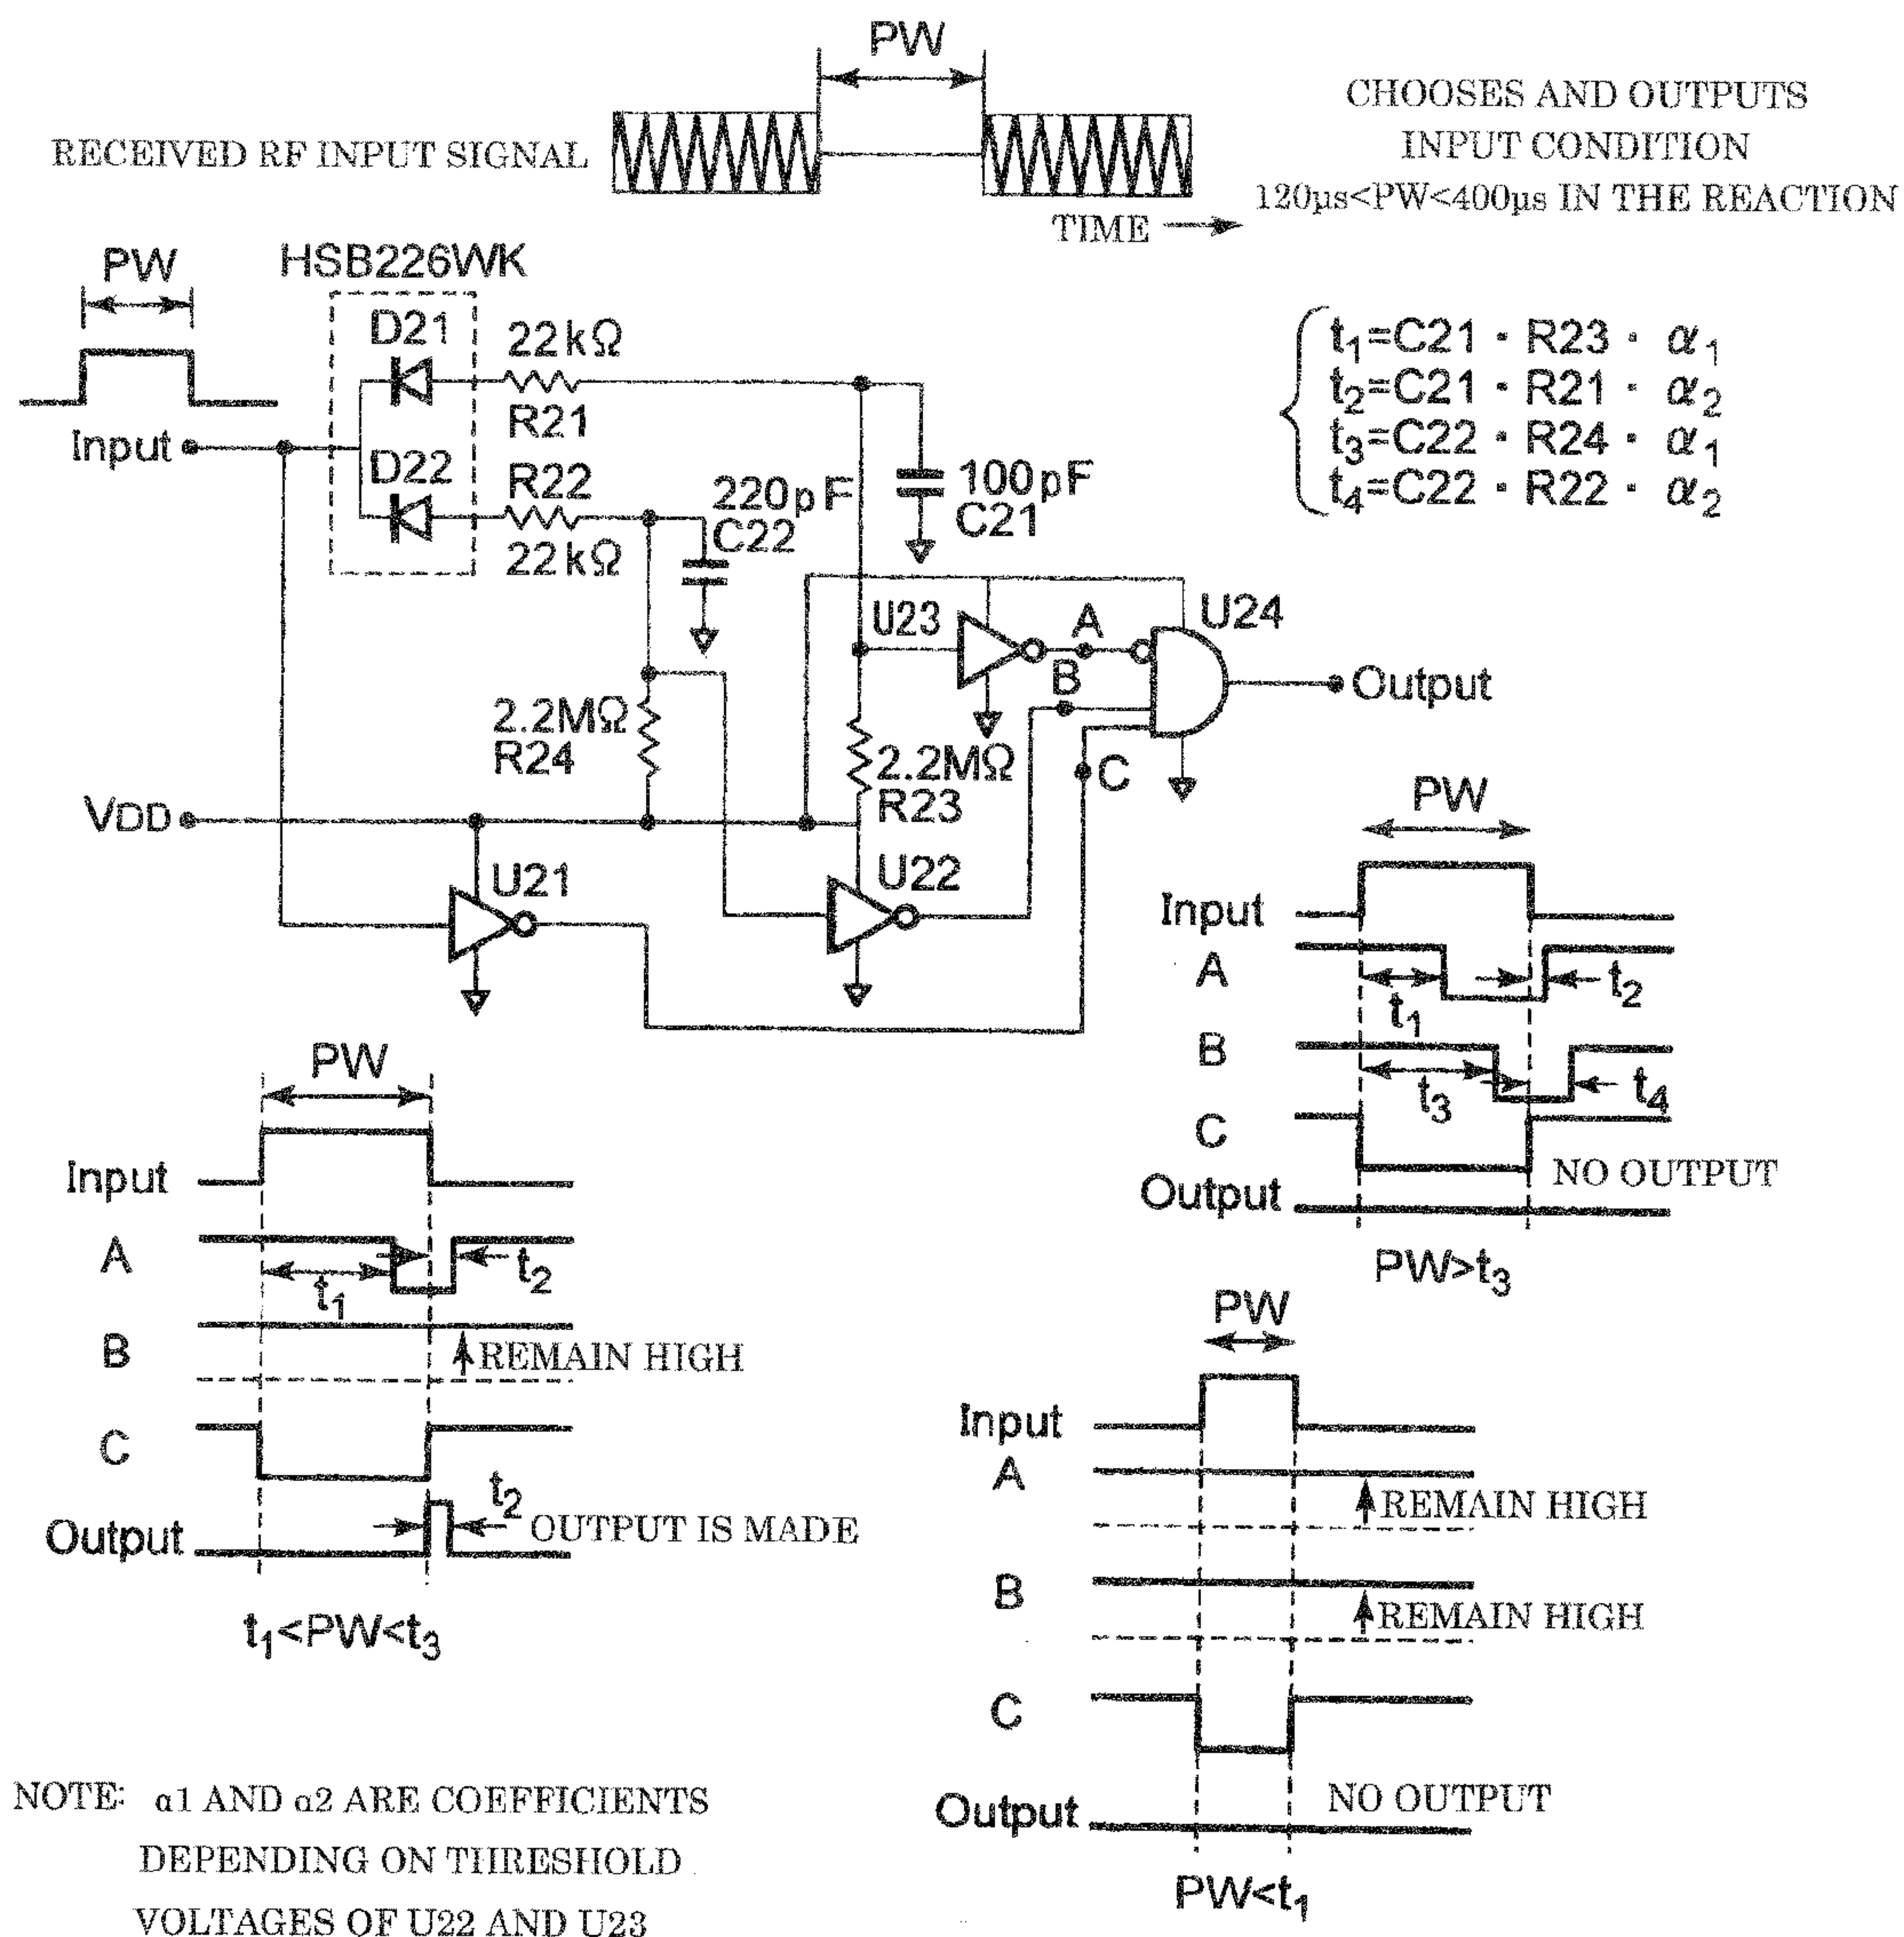 PW
RECEIVED RF INPUT SIGNAL
TIME
CHOOSES AND OUTPUTS
INPUT CONDITION
120μs<PW<400μs IN THE REACTION
PW
HSB226WK
D21
22kΩ
R21
Input
D22
R22
22kΩ
220pF
C22
100pF
C21
t1=C21・R23・α1
t2=C21・R21・α2
t3=C22・R24・α1
t4=C22・R22・α2
U23
A
B
U24
Output
2.2MΩ
R24
2.2MΩ
R23
C
VDD
U21
U22
PW
Input
A
t1
t2
B
t3
t4
C
NO OUTPUT
Output
PW>t3
PW
Input
A
t1
t2
B
REMAIN HIGH
C
t2
Output
OUTPUT IS MADE
t1<PW<t3
PW
Input
A
REMAIN HIGH
B
REMAIN HIGH
C
NO OUTPUT
Output
PW<t1
NOTE: α1 AND α2 ARE COEFFICIENTS
DEPENDING ON THRESHOLD
VOLTAGES OF U22 AND U23